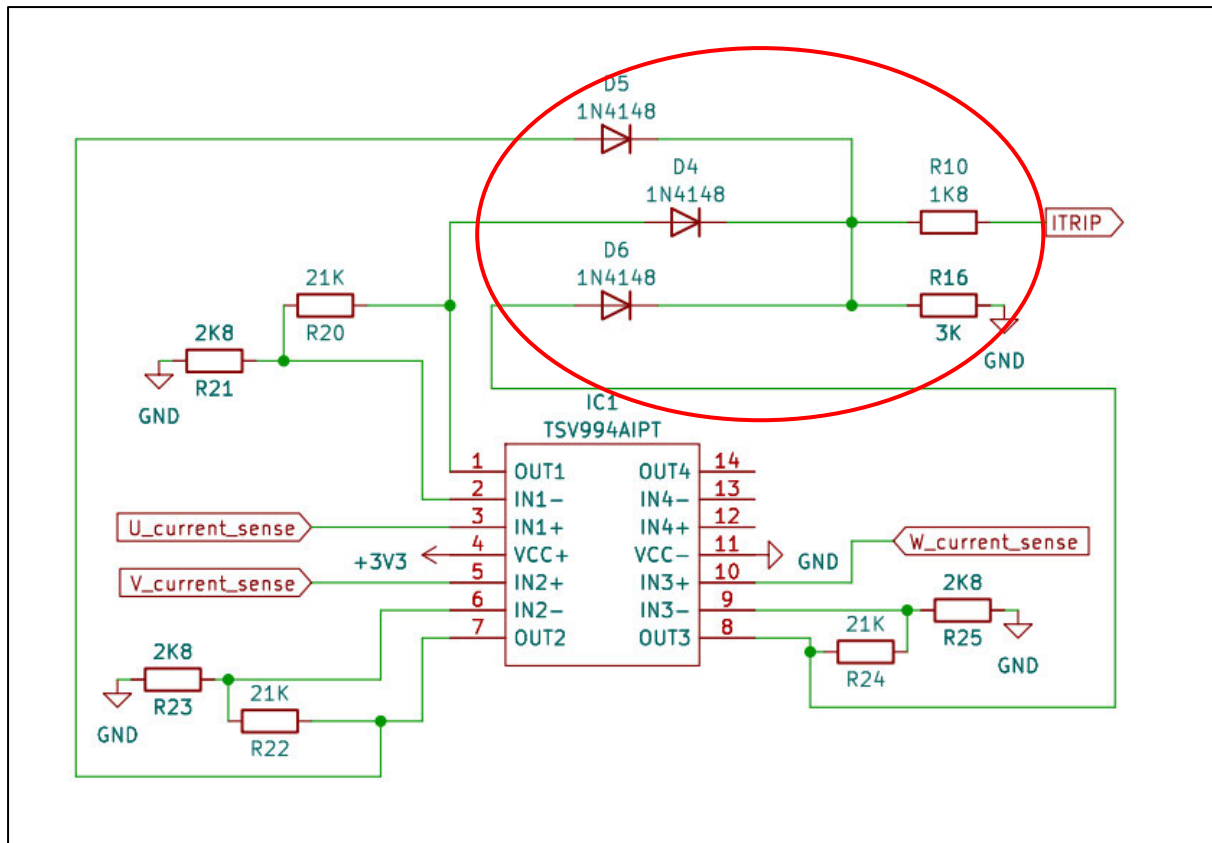 D5
1N4148
D4
1N4148
R10
1K8
ITRIP
D6
1N4148
R16
3K
GND
21K
R20
2K8
R21
GND
IC1
TSV994AIPT
1 OUT1 OUT4 14
2 IN1- IN4- 13
3 IN1+ IN4+ 12
4 VCC+ VCC- 11
5 IN2+ IN3+ 10
6 IN2- IN3- 9
7 OUT2 OUT3 8
U_current_sense
+3V3
V_current_sense
GND
W_current_sense
2K8
R25
GND
21K
R24
2K8
R23
GND
21K
R22